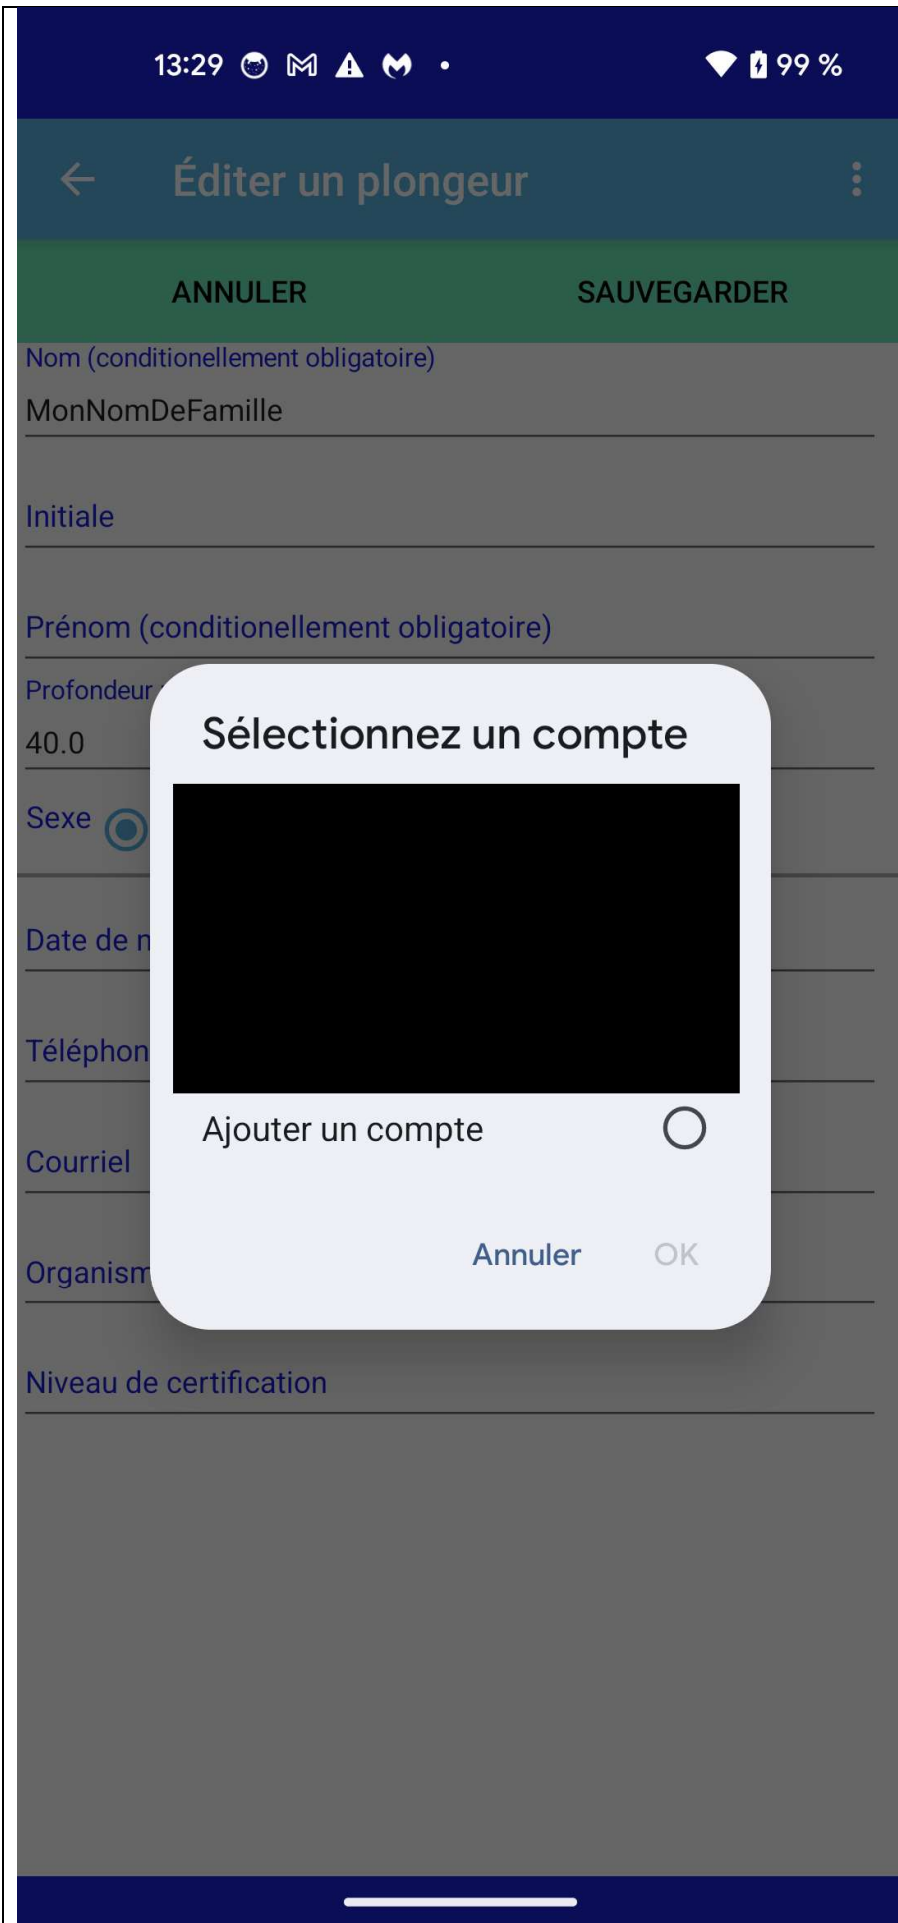 13:29 99 %
Éditer un plongeur
ANNULER SAUVEGARDER
Nom (conditionellement obligatoire)
MonNomDeFamille
Initiale
Prénom (conditionellement obligatoire)
Profondeur
40.0
Sélectionnez un compte
Sexe
Date de n
Téléphon
Ajouter un compte
Courriel
Annuler OK
Organism
Niveau de certification